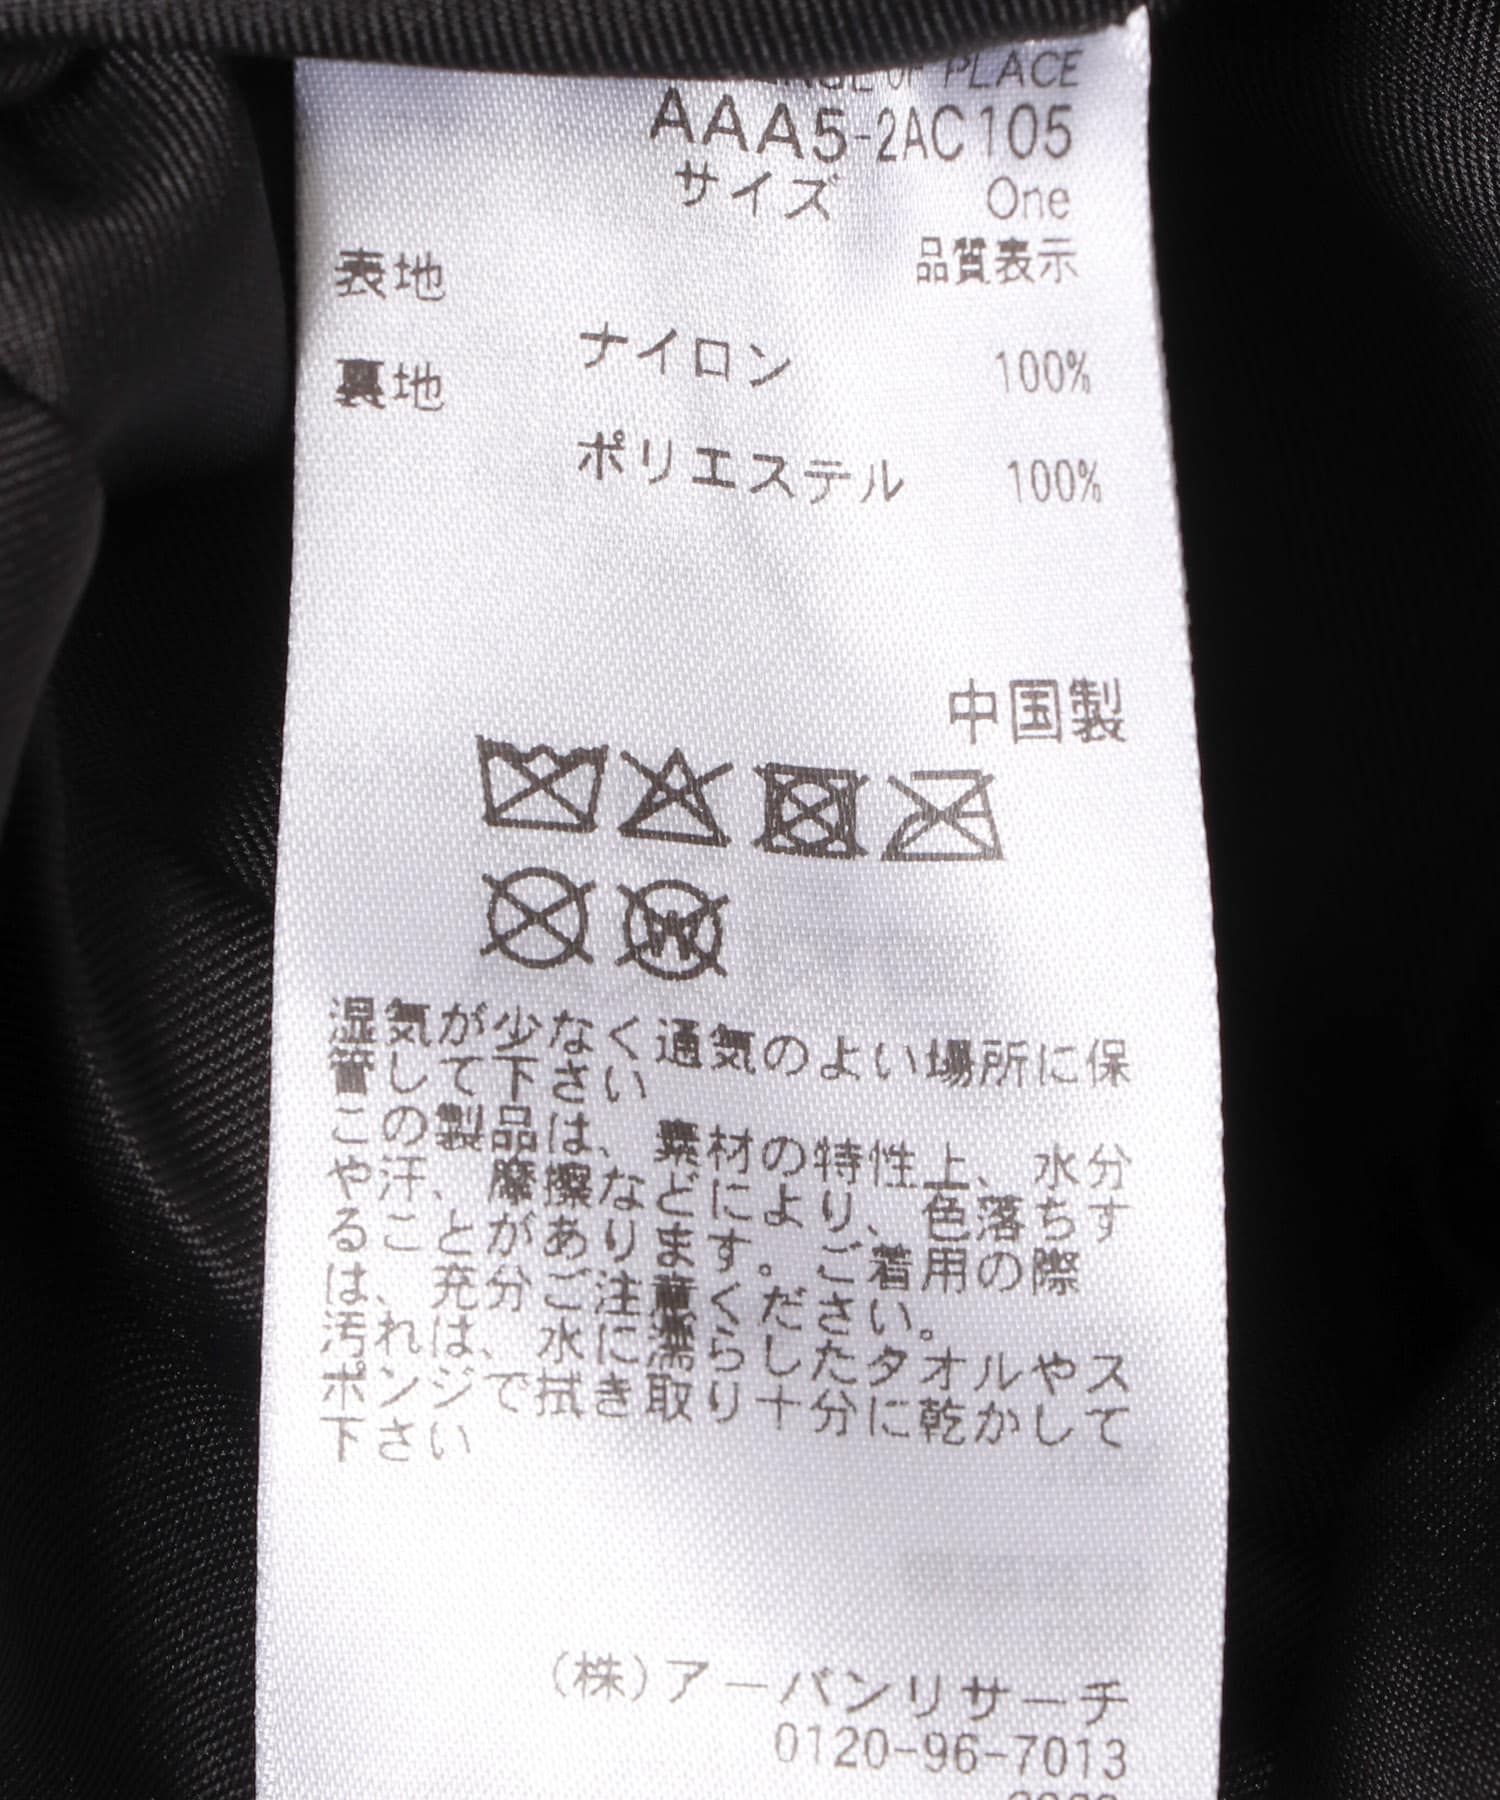 PLACE
AAA5-2AC105
サイズ One
品質表示
表地
ナイロン 100%
裏地
ポリエステル 100%
中国製
湿気が少なく通気のよい場所に保
管して下さい
この製品は、素材の特性上、水分
や汗、摩擦などにより、色落ちす
ることがあります。ご着用の際
は、充分ご注意ください。
汚れは、水に濡らしたタオルやス
ポンジで拭き取り十分に乾かして
下さい
(株)アーバンリサーチ
0120-96-7013